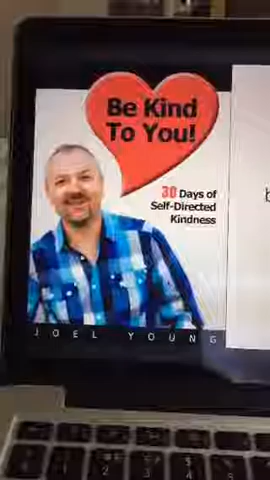 Be Kind
To You!
30 Days of
Self-Directed
Kindness
JOEL YOUNG